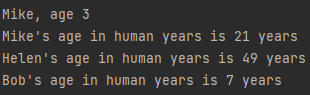 Mike, age 3
Mike's age in human years is 21 years
Helen's age in human years is 49 years
Bob's age in human years is 7 years